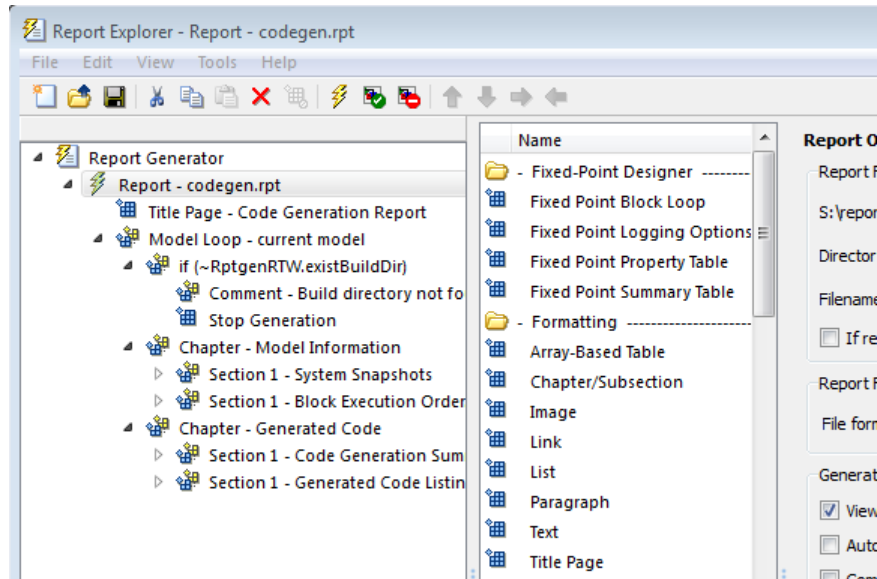 Report Explorer - Report - codegen.rpt
File Edit View Tools Help
Report Generator
Report - codegen.rpt
Title Page - Code Generation Report
Model Loop - current model
if (~RptgenRTW.existBuildDir)
Comment - Build directory not fo
Stop Generation
Chapter - Model Information
Section 1 - System Snapshots
Section 1 - Block Execution Order
Chapter - Generated Code
Section 1 - Code Generation Sum
Section 1 - Generated Code Listin
Name
- Fixed-Point Designer --------
Fixed Point Block Loop
Fixed Point Logging Options
Fixed Point Property Table
Fixed Point Summary Table
- Formatting --------------------
Array-Based Table
Chapter/Subsection
Image
Link
List
Paragraph
Text
Title Page
Report O
Report F
S:\repor
Director
Filename
If re
Report F
File form
Generat
View
Auto